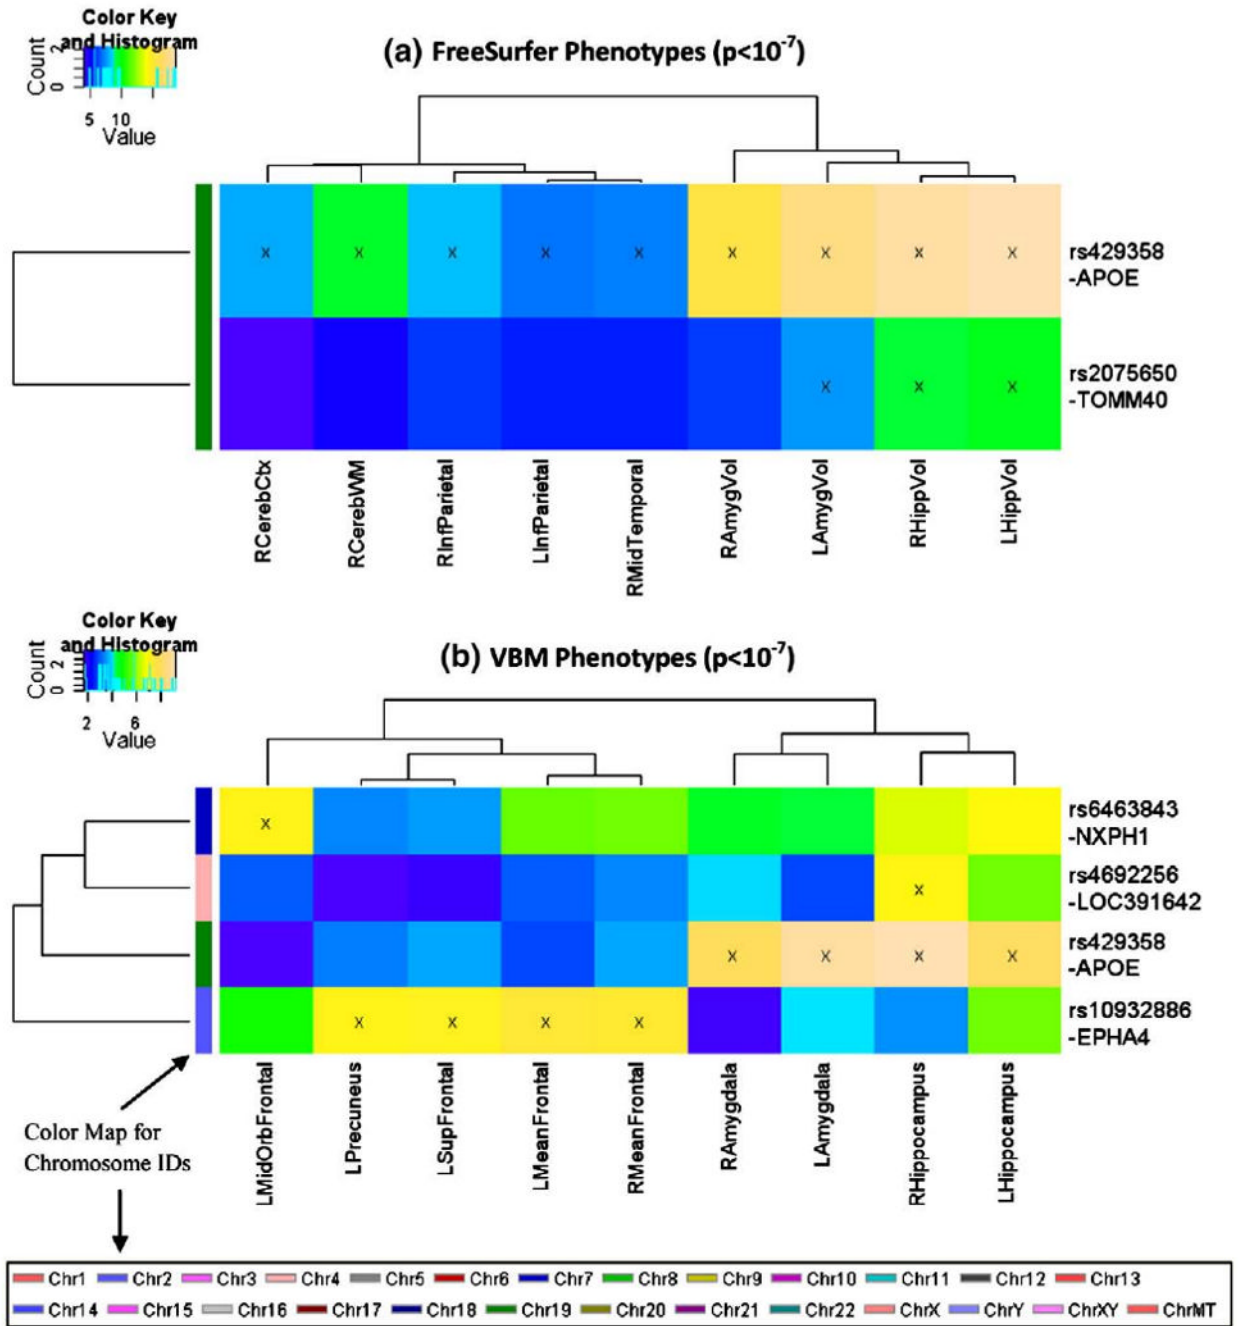 Color Key
and Histogram
Count
0 2
5 10
Value
(a) FreeSurfer Phenotypes (p<10-7)
x x x x x x x x x
rs429358
-APOE
x x x
rs2075650
-TOMM40
RCerebCtx
RCerebWM
RInfParietal
LInfParietal
RMidTemporal
RAmygVol
LAmygVol
RHippVol
LHippVol
Color Key
and Histogram
Count
0 2
2 6
Value
(b) VBM Phenotypes (p<10-7)
x
rs6463843
-NXPH1
x
rs4692256
-LOC391642
x x x x
rs429358
-APOE
x x x x
rs10932886
-EPHA4
LMidOrbFrontal
LPrecuneus
LSupFrontal
LMeanFrontal
RMeanFrontal
RAmygdala
LAmygdala
RHippocampus
LHippocampus
Color Map for
Chromosome IDs
Chr1 Chr2 Chr3 Chr4 Chr5 Chr6 Chr7 Chr8 Chr9 Chr10 Chr11 Chr12 Chr13
Chr14 Chr15 Chr16 Chr17 Chr18 Chr19 Chr20 Chr21 Chr22 ChrX ChrY ChrXY ChrMT